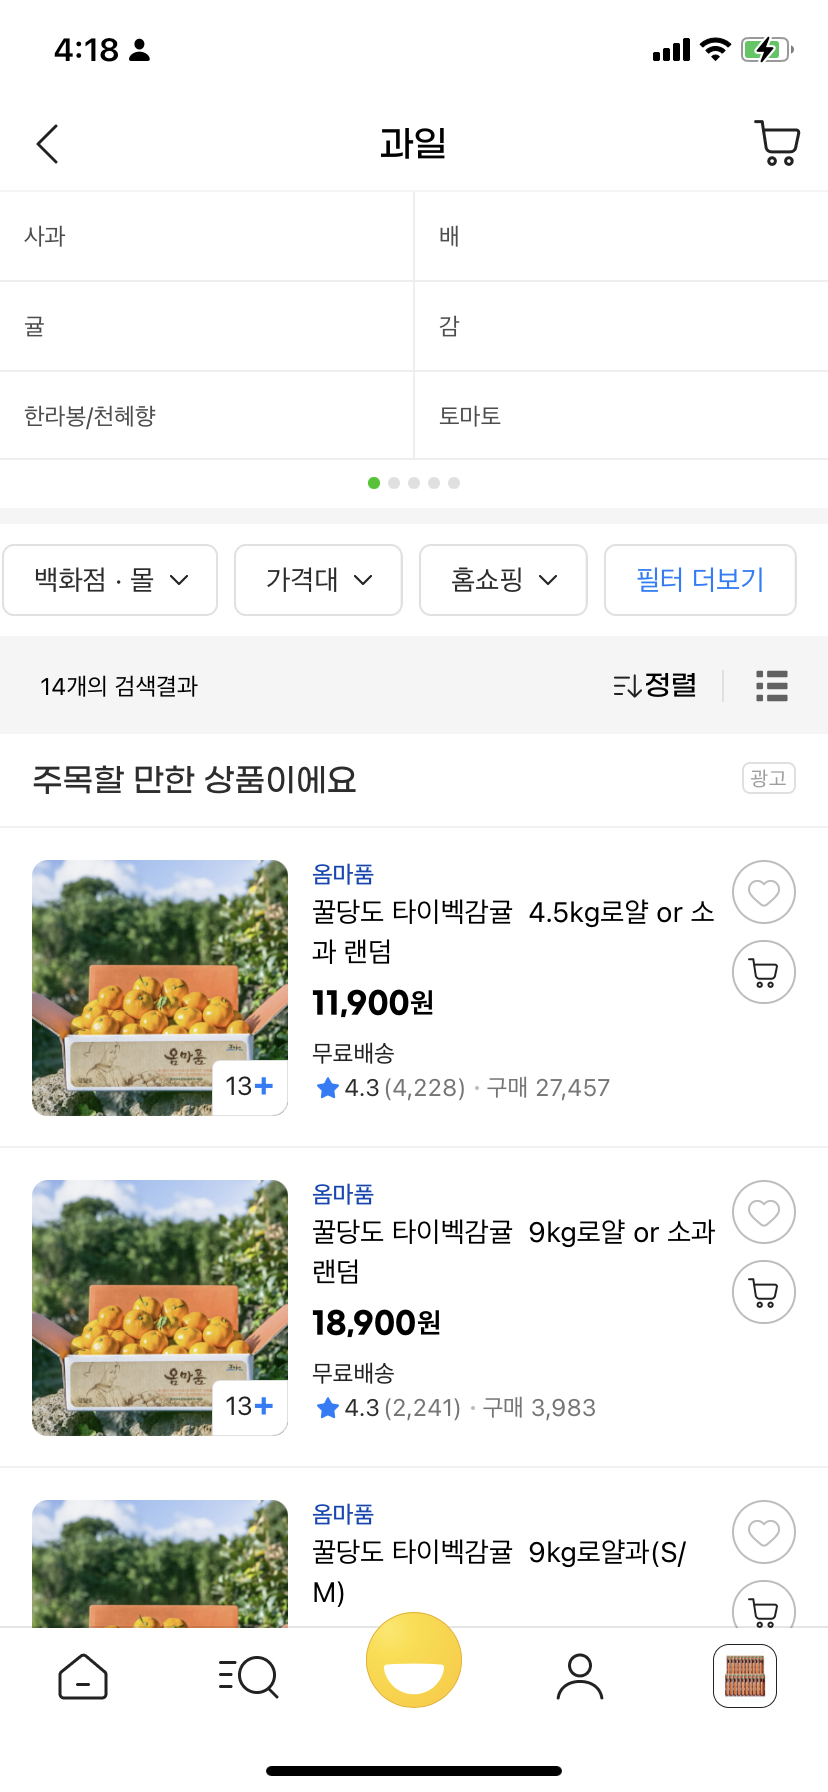 4:18
과일
사과
배
귤
감
한라봉/천혜향
토마토
백화점 · 몰
가격대
홈쇼핑
필터 더보기
14개의 검색결과
정렬
주목할 만한 상품이에요
광고
옴마품
꿀당도 타이벡감귤 4.5kg로얄 or 소
과 랜덤
11,900원
무료배송
4.3 (4,228) · 구매 27,457
옴마품
13+
옴마품
꿀당도 타이벡감귤 9kg로얄 or 소과
랜덤
18,900원
무료배송
4.3 (2,241) · 구매 3,983
옴마품
13+
옴마품
꿀당도 타이벡감귤 9kg로얄과(S/
M)